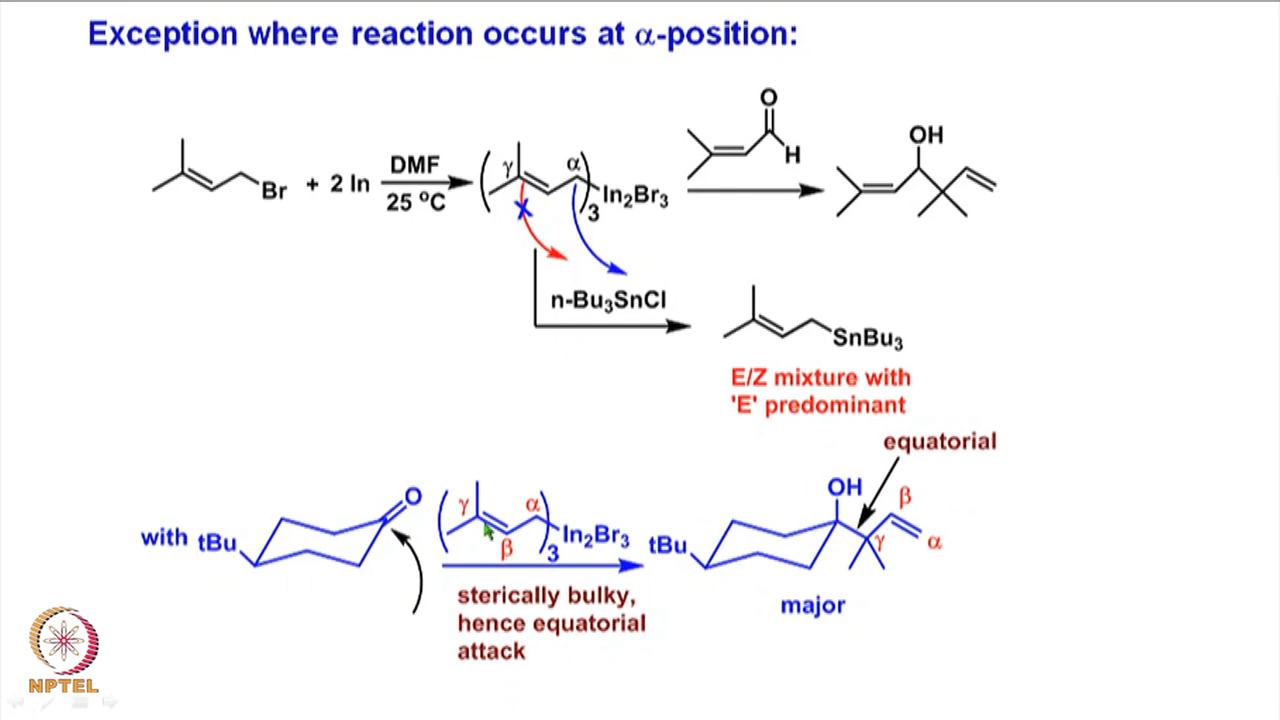 Exception where reaction occurs at α-position:
O
H
OH
Br + 2 In
DMF
25 °C
γ α
( )3 In2Br3
X
n-Bu3SnCl
SnBu3
E/Z mixture with
'E' predominant
equatorial
with tBu
O
γ α
β
( )3 In2Br3
sterically bulky,
hence equatorial
attack
tBu
OH
β
γ
α
major
NPTEL